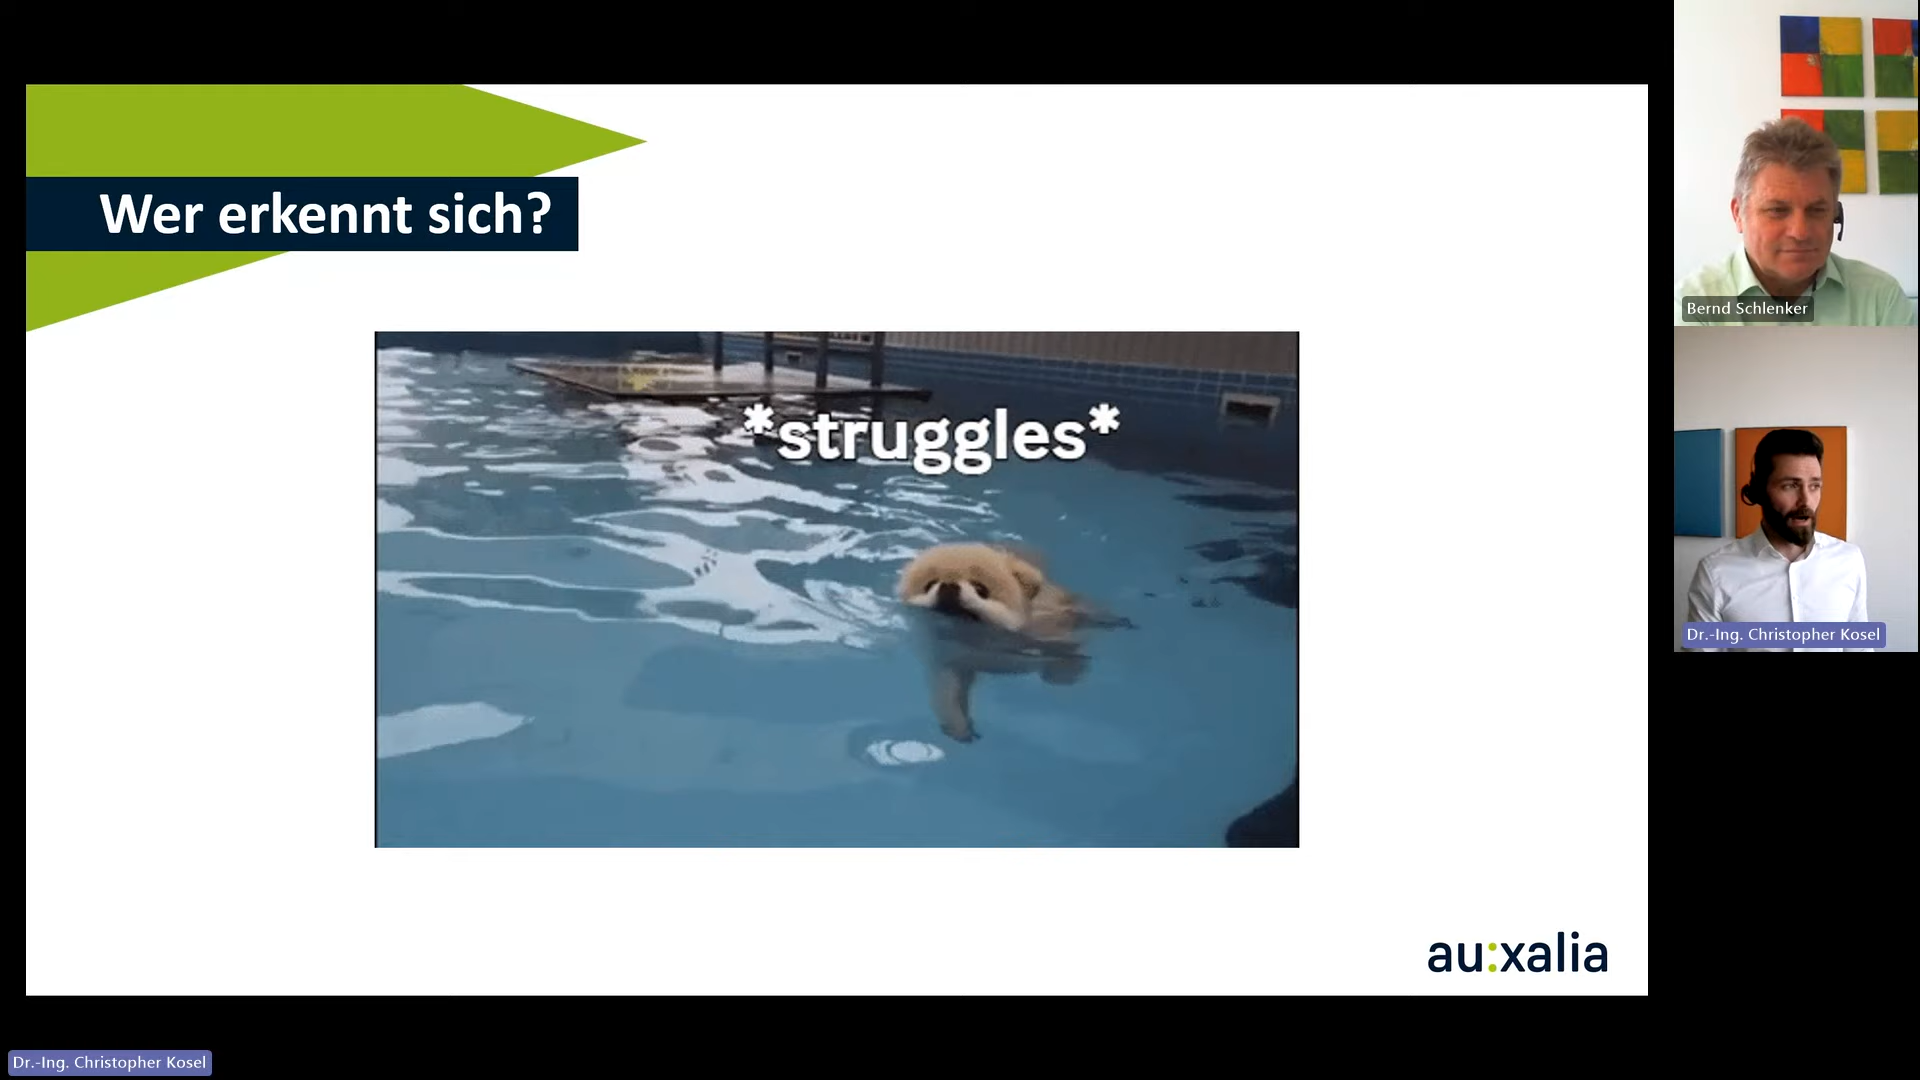 Wer erkennt sich?
*struggles*
au:xalia
Bernd Schlenker
Dr.-Ing. Christopher Kosel
Dr.-Ing. Christopher Kosel